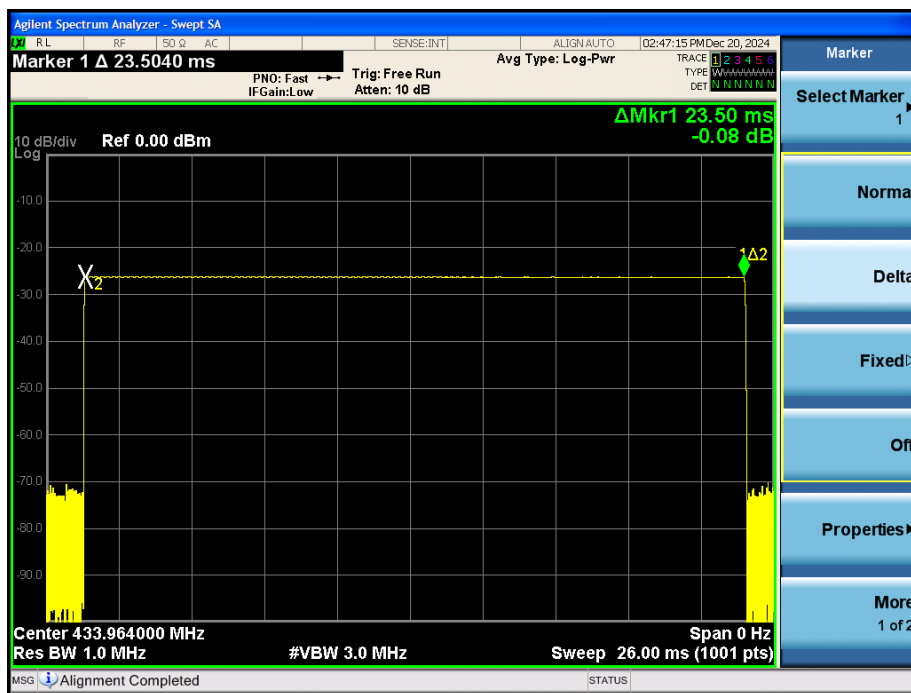 Agilent Spectrum Analyzer - Swept SA
LXI RL RF 50 Ω AC SENSE:INT ALIGN AUTO 02:47:15 PM Dec 20, 2024
Marker 1 Δ 23.5040 ms
Avg Type: Log-Pwr
TRACE 1 2 3 4 5 6
TYPE W
DET N N N N N N
PNO: Fast
IFGain:Low
Trig: Free Run
Atten: 10 dB
ΔMkr1 23.50 ms
-0.08 dB
10 dB/div Ref 0.00 dBm
Log
-10.0
-20.0
-30.0
-40.0
-50.0
-60.0
-70.0
-80.0
-90.0
X2
1Δ2
Center 433.964000 MHz
Span 0 Hz
Res BW 1.0 MHz
#VBW 3.0 MHz
Sweep 26.00 ms (1001 pts)
MSG Alignment Completed
STATUS
Marker
Select Marker
1
Norma
Delta
Fixed
Off
Properties
More
1 of 2